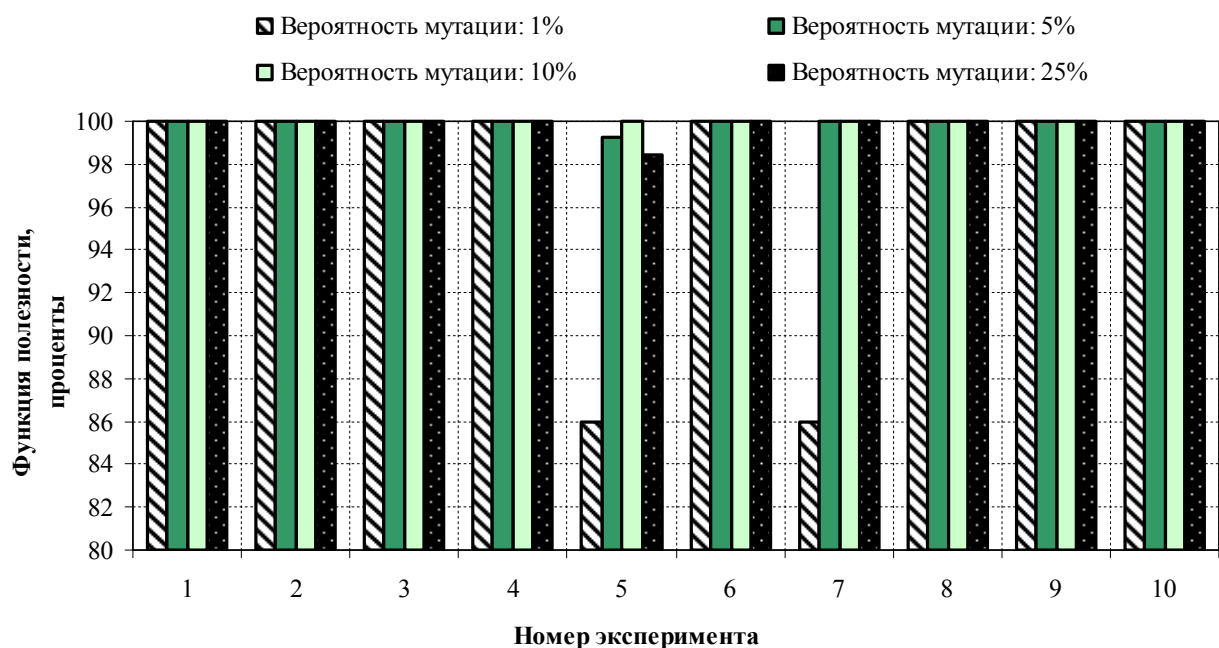 Вероятность мутации: 1%
Вероятность мутации: 5%
Вероятность мутации: 10%
Вероятность мутации: 25%
Функция полезности,
проценты
100
98
96
94
92
90
88
86
84
82
80
1 2 3 4 5 6 7 8 9 10
Номер эксперимента